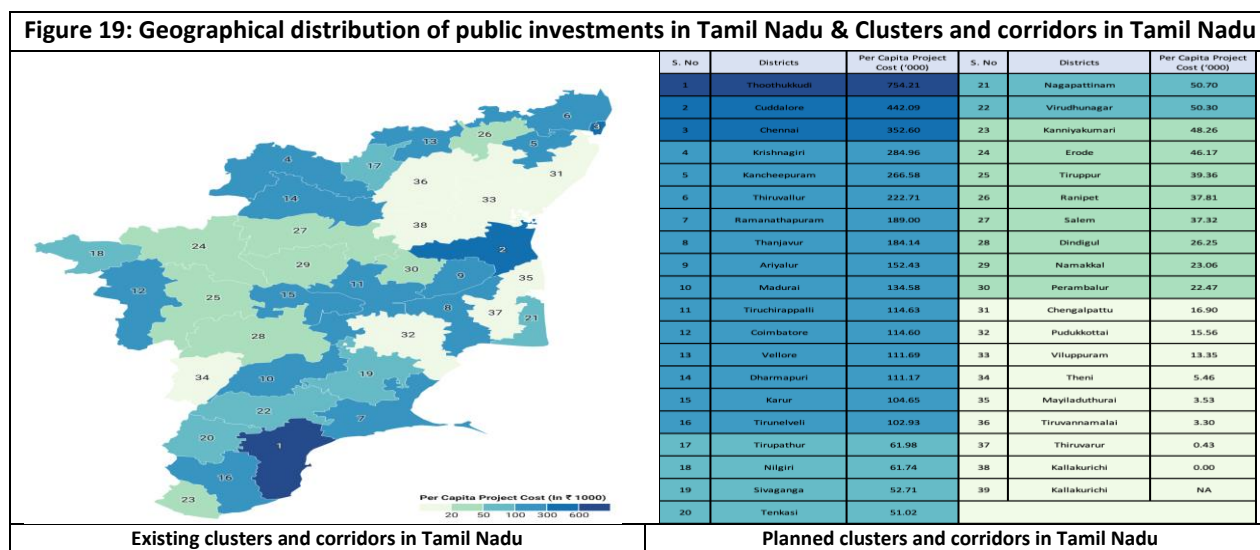 Figure 19: Geographical distribution of public investments in Tamil Nadu & Clusters and corridors in Tamil Nadu
6
3
26
13
5
17
4
31
36
14
33
38
27
24
2
18
29
30
9
35
11
12
15
25
8
37
21
32
28
34
10
19
22
7
20
1
16
23
Per Capita Project Cost (In ₹ 1000)
20 50 100 300 600
S. No Districts Per Capita Project Cost ('000) S. No Districts Per Capita Project Cost ('000)
1 Thoothukkudi 754.21 21 Nagapattinam 50.70
2 Cuddalore 442.09 22 Virudhunagar 50.30
3 Chennai 352.60 23 Kanniyakumari 48.26
4 Krishnagiri 284.96 24 Erode 46.17
5 Kancheepuram 266.58 25 Tiruppur 39.36
6 Thiruvallur 222.71 26 Ranipet 37.81
7 Ramanathapuram 189.00 27 Salem 37.32
8 Thanjavur 184.14 28 Dindigul 26.25
9 Ariyalur 152.43 29 Namakkal 23.06
10 Madurai 134.58 30 Perambalur 22.47
11 Tiruchirappalli 114.63 31 Chengalpattu 16.90
12 Coimbatore 114.60 32 Pudukkottai 15.56
13 Vellore 111.69 33 Viluppuram 13.35
14 Dharmapuri 111.17 34 Theni 5.46
15 Karur 104.65 35 Mayiladuthurai 3.53
16 Tirunelveli 102.93 36 Tiruvannamalai 3.30
17 Tirupathur 61.98 37 Thiruvarur 0.43
18 Nilgiri 61.74 38 Kallakurichi 0.00
19 Sivaganga 52.71 39 Kallakurichi NA
20 Tenkasi 51.02
Existing clusters and corridors in Tamil Nadu
Planned clusters and corridors in Tamil Nadu